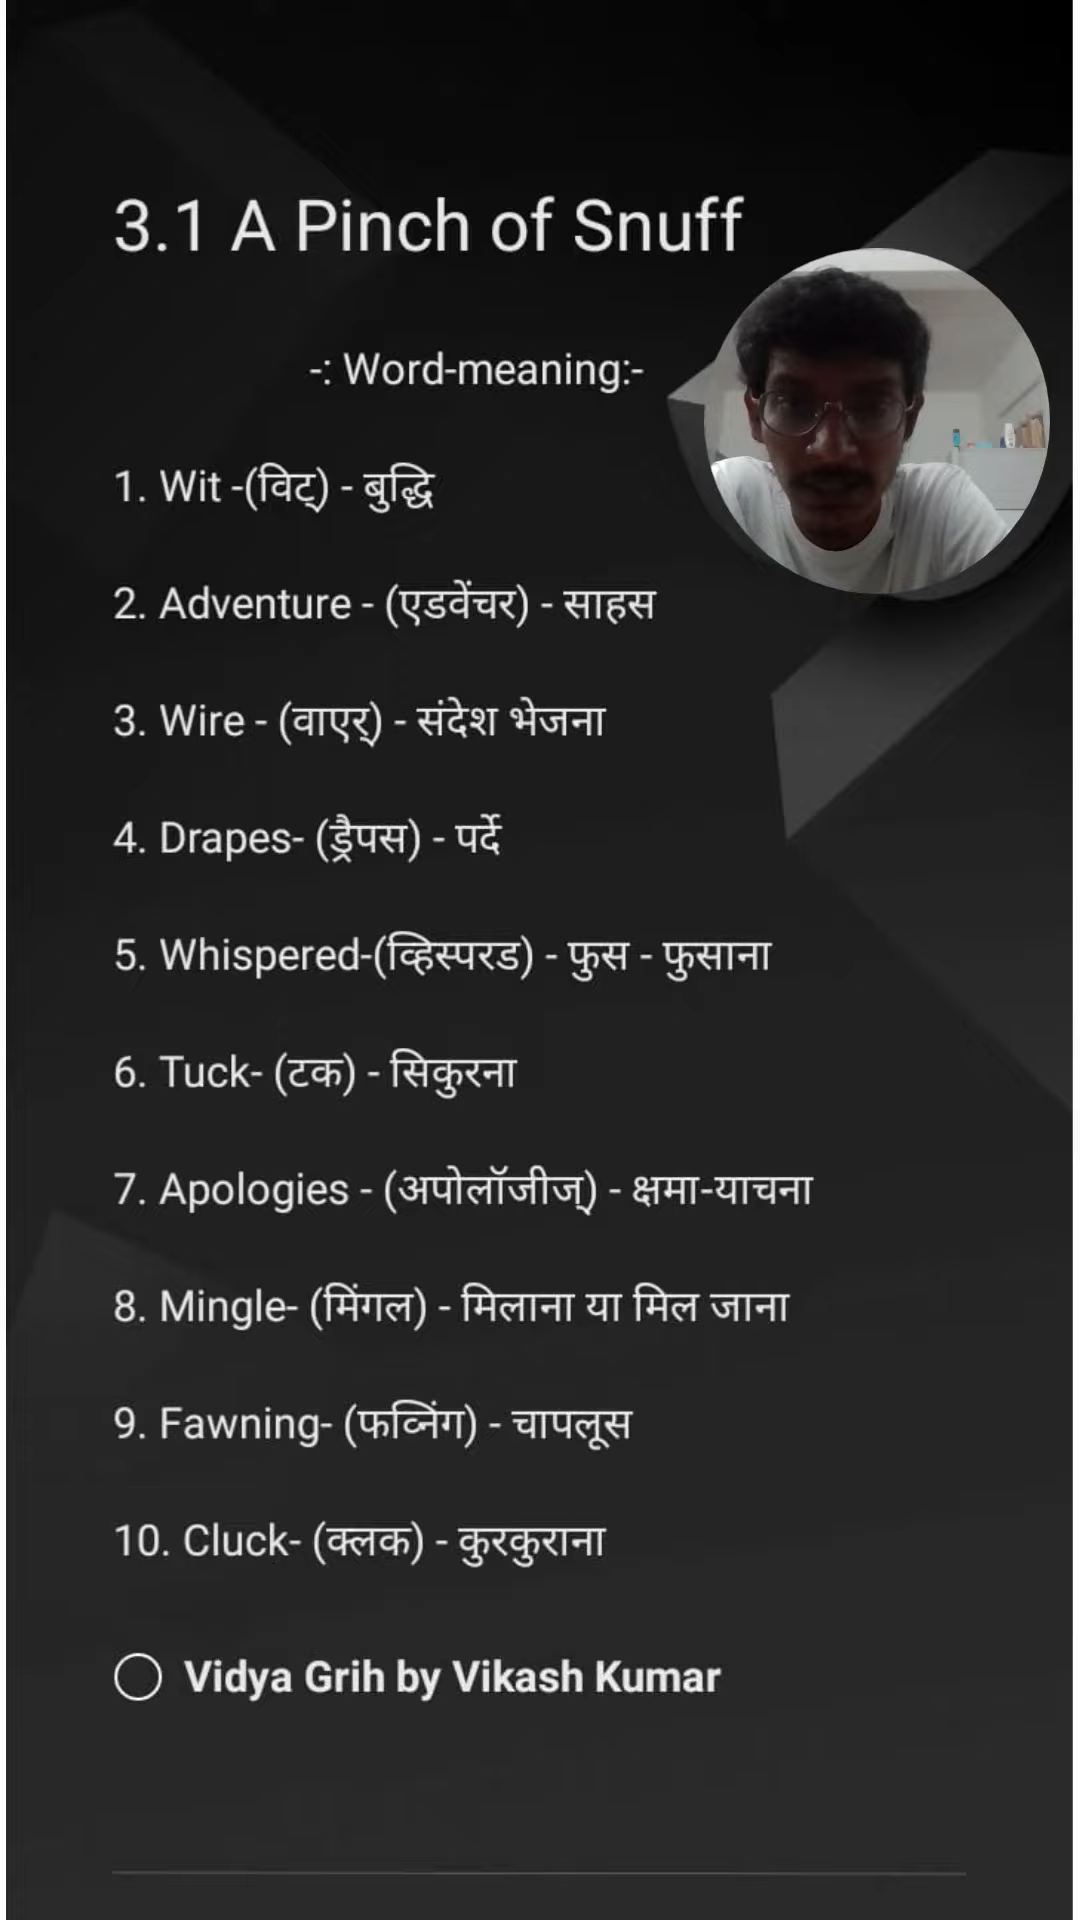 3.1 A Pinch of Snuff
-: Word-meaning:-
1. Wit -(विट्) - बुद्धि
2. Adventure - (एडवेंचर) - साहस
3. Wire - (वाएर्) - संदेश भेजना
4. Drapes- (ड्रैपस) - पर्दे
5. Whispered-(व्हिस्परड) - फुस - फुसाना
6. Tuck- (टक) - सिकुरना
7. Apologies - (अपोलॉजीज्) - क्षमा-याचना
8. Mingle- (मिंगल) - मिलाना या मिल जाना
9. Fawning- (फव्निंग) - चापलूस
10. Cluck- (क्लक) - कुरकुराना
Vidya Grih by Vikash Kumar